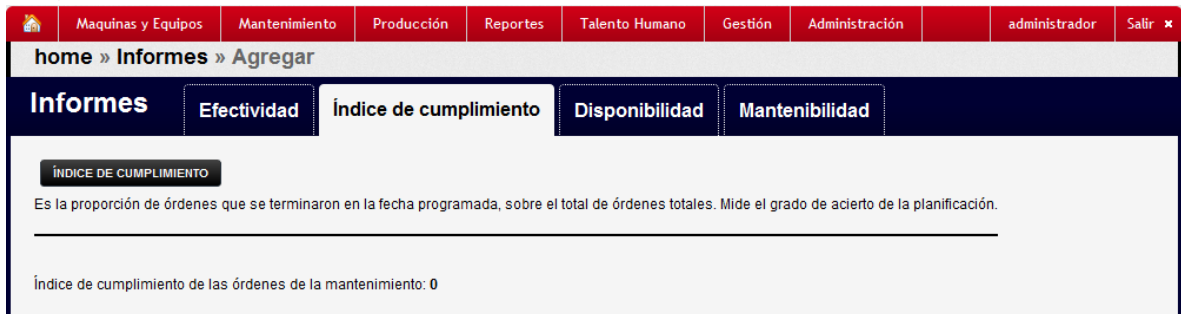 Maquinas y Equipos Mantenimiento Producción Reportes Talento Humano Gestión Administración administrador Salir ×
home » Informes » Agregar
Informes Efectividad Índice de cumplimiento Disponibilidad Mantenibilidad
ÍNDICE DE CUMPLIMIENTO
Es la proporción de órdenes que se terminaron en la fecha programada, sobre el total de órdenes totales. Mide el grado de acierto de la planificación.
Índice de cumplimiento de las órdenes de la mantenimiento: 0